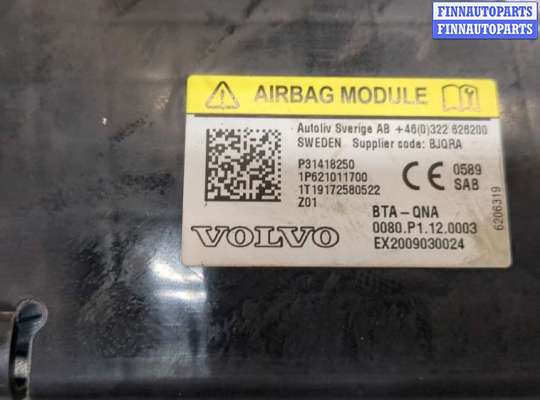 FINNAUTOPARTS
FINNAUTOPARTS
AIRBAG MODULE
Autoliv Sverige AB +46(0)322 626200
SWEDEN Supplier code: BJQRA
P31418250
1P621011700
1T19172580522
Z01
CE 0589
SAB
6206319
VOLVO
BTA-QNA
0080.P1.12.0003
EX2009030024